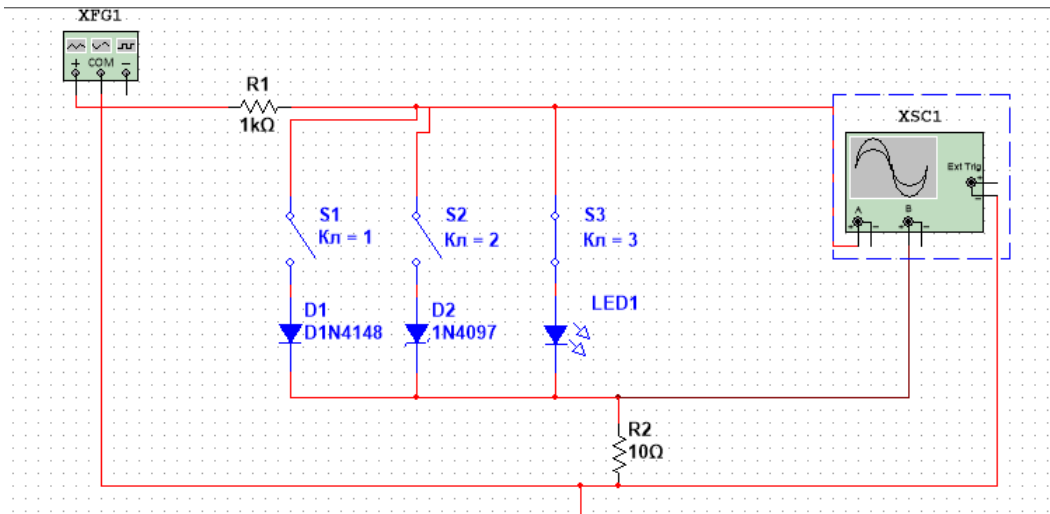 XFG1
+ COM −
R1
1kΩ
XSC1
Ext Trig
+
−
A
B
+ −
+ −
S1
Кл = 1
S2
Кл = 2
S3
Кл = 3
D1
D1N4148
D2
1N4097
LED1
R2
10Ω